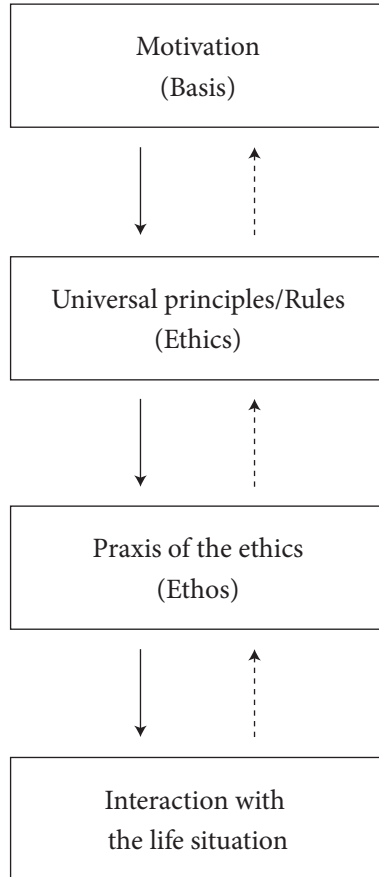 Motivation
(Basis)
Universal principles/Rules
(Ethics)
Praxis of the ethics
(Ethos)
Interaction with
the life situation